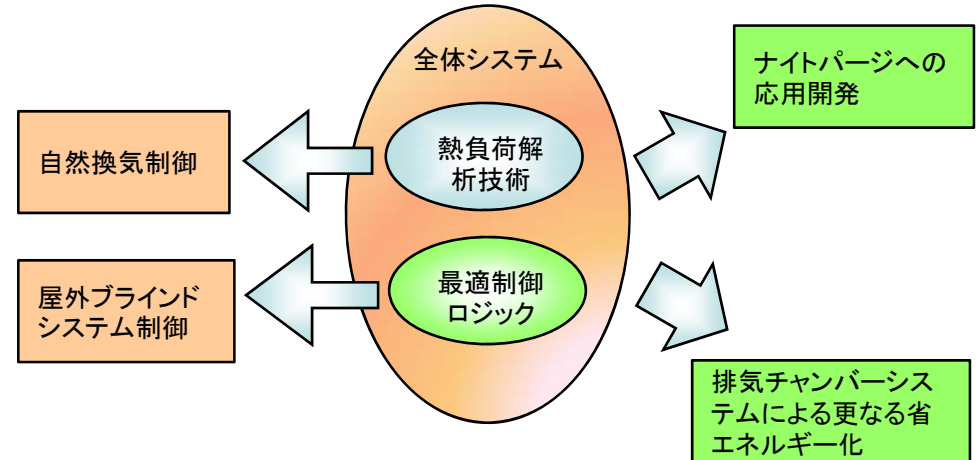 全体システム
熱負荷解
析技術
最適制御
ロジック
自然換気制御
屋外ブラインド
システム制御
ナイトパージへの
応用開発
排気チャンバーシス
テムによる更なる省
エネルギー化